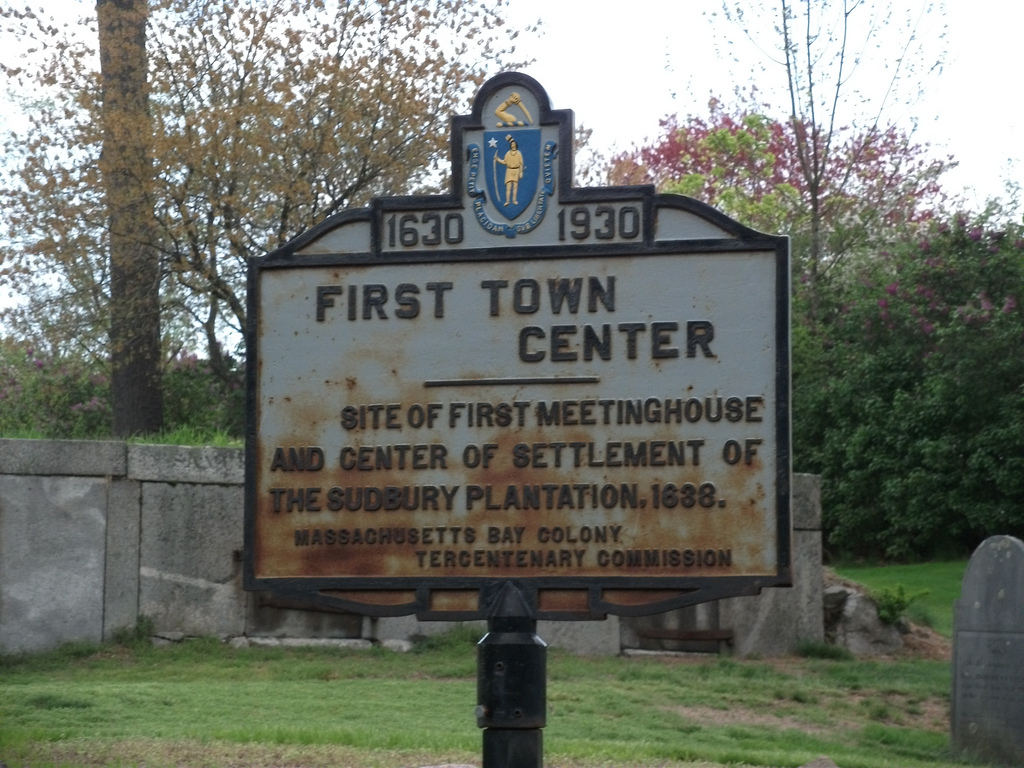 1630 1930
FIRST TOWN
CENTER
SITE OF FIRST MEETINGHOUSE
AND CENTER OF SETTLEMENT OF
THE SUDBURY PLANTATION, 1638.
MASSACHUSETTS BAY COLONY
TERCENTENARY COMMISSION